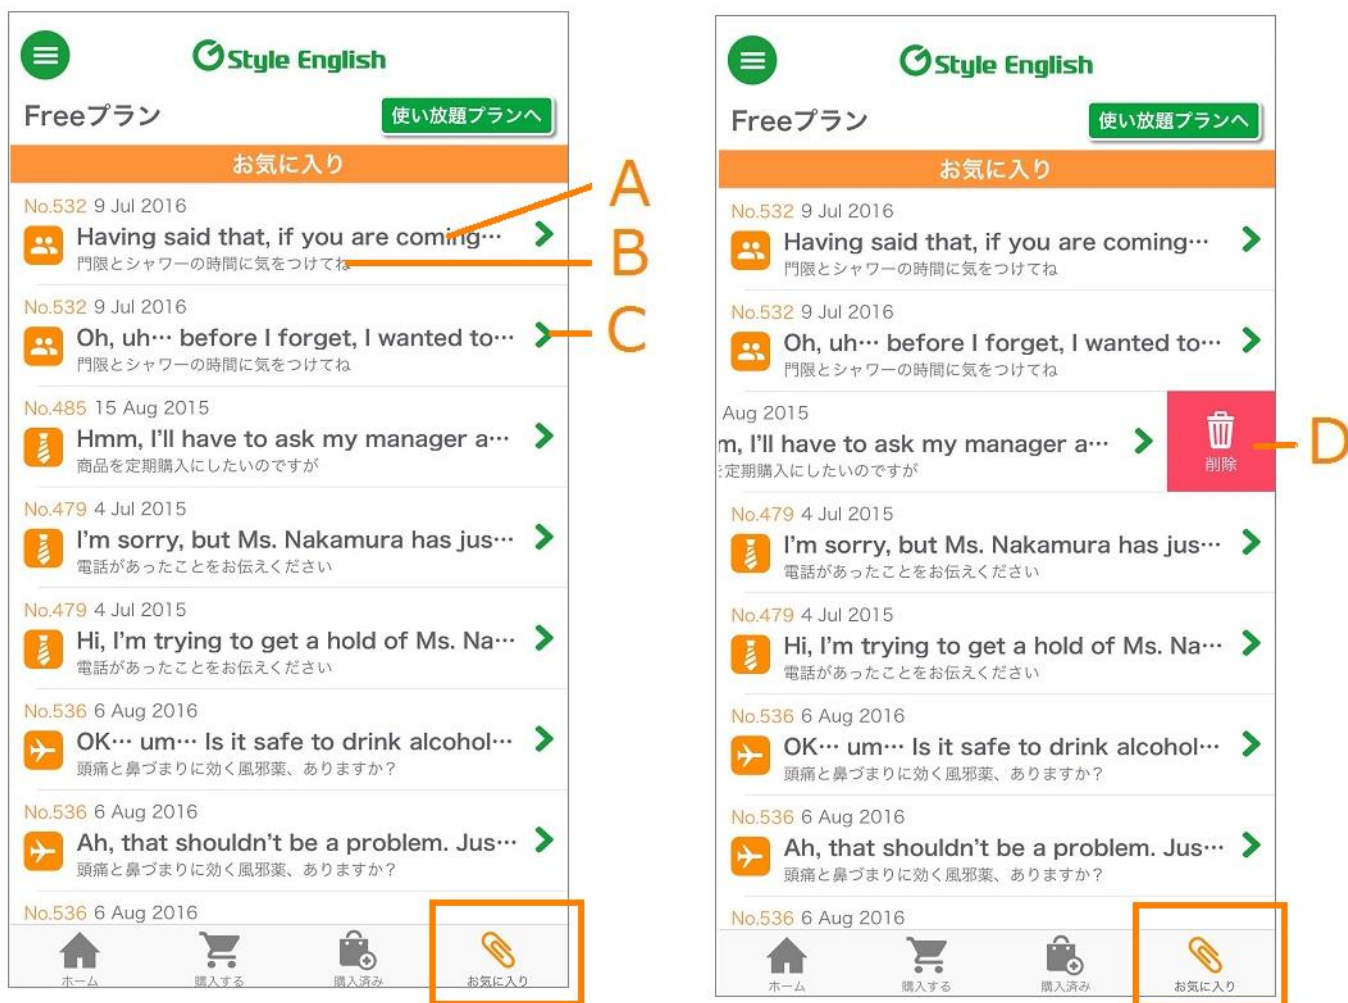 Style English
Freeプラン
使い放題プランへ
お気に入り
No.532 9 Jul 2016
Having said that, if you are coming…
門限とシャワーの時間に気をつけてね
No.532 9 Jul 2016
Oh, uh… before I forget, I wanted to…
門限とシャワーの時間に気をつけてね
No.485 15 Aug 2015
Hmm, I'll have to ask my manager a…
商品を定期購入にしたいのですが
No.479 4 Jul 2015
I'm sorry, but Ms. Nakamura has jus…
電話があったことをお伝えください
No.479 4 Jul 2015
Hi, I'm trying to get a hold of Ms. Na…
電話があったことをお伝えください
No.536 6 Aug 2016
OK… um… Is it safe to drink alcohol…
頭痛と鼻づまりに効く風邪薬、ありますか？
No.536 6 Aug 2016
Ah, that shouldn't be a problem. Jus…
頭痛と鼻づまりに効く風邪薬、ありますか？
No.536 6 Aug 2016
ホーム 購入する 購入済み お気に入り
A
B
C
Style English
Freeプラン
使い放題プランへ
お気に入り
No.532 9 Jul 2016
Having said that, if you are coming…
門限とシャワーの時間に気をつけてね
No.532 9 Jul 2016
Oh, uh… before I forget, I wanted to…
門限とシャワーの時間に気をつけてね
Aug 2015
m, I'll have to ask my manager a…
を定期購入にしたいのですが
削除
No.479 4 Jul 2015
I'm sorry, but Ms. Nakamura has jus…
電話があったことをお伝えください
No.479 4 Jul 2015
Hi, I'm trying to get a hold of Ms. Na…
電話があったことをお伝えください
No.536 6 Aug 2016
OK… um… Is it safe to drink alcohol…
頭痛と鼻づまりに効く風邪薬、ありますか？
No.536 6 Aug 2016
Ah, that shouldn't be a problem. Jus…
頭痛と鼻づまりに効く風邪薬、ありますか？
No.536 6 Aug 2016
ホーム 購入する 購入済み お気に入り
D